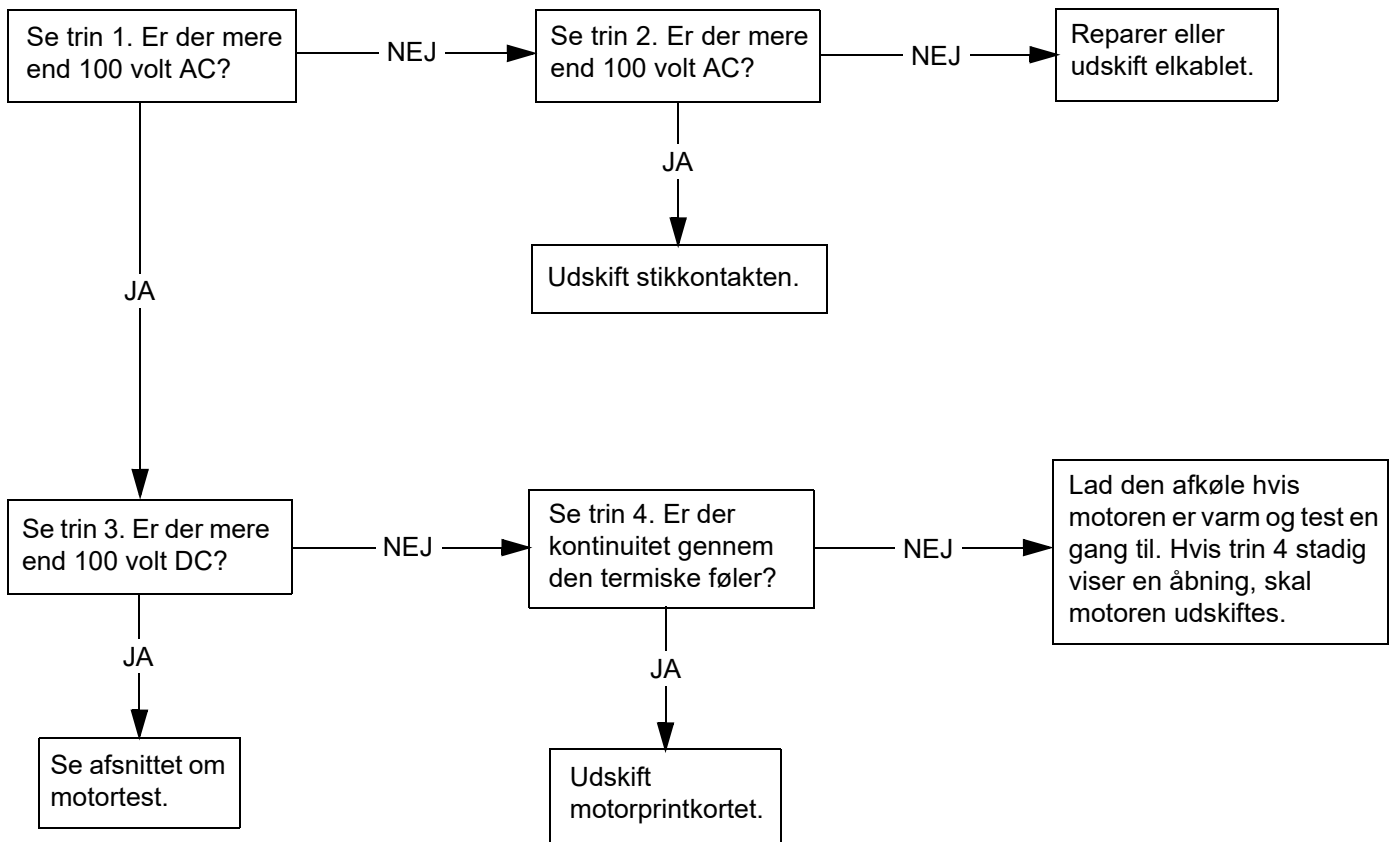 Se trin 1. Er der mere
end 100 volt AC?
NEJ
Se trin 2. Er der mere
end 100 volt AC?
NEJ
Reparer eller
udskift elkablet.
JA
Udskift stikkontakten.
JA
Se trin 3. Er der mere
end 100 volt DC?
NEJ
Se trin 4. Er der
kontinuitet gennem
den termiske føler?
NEJ
Lad den afkøle hvis
motoren er varm og test en
gang til. Hvis trin 4 stadig
viser en åbning, skal
motoren udskiftes.
JA
Se afsnittet om
motortest.
JA
Udskift
motorprintkortet.